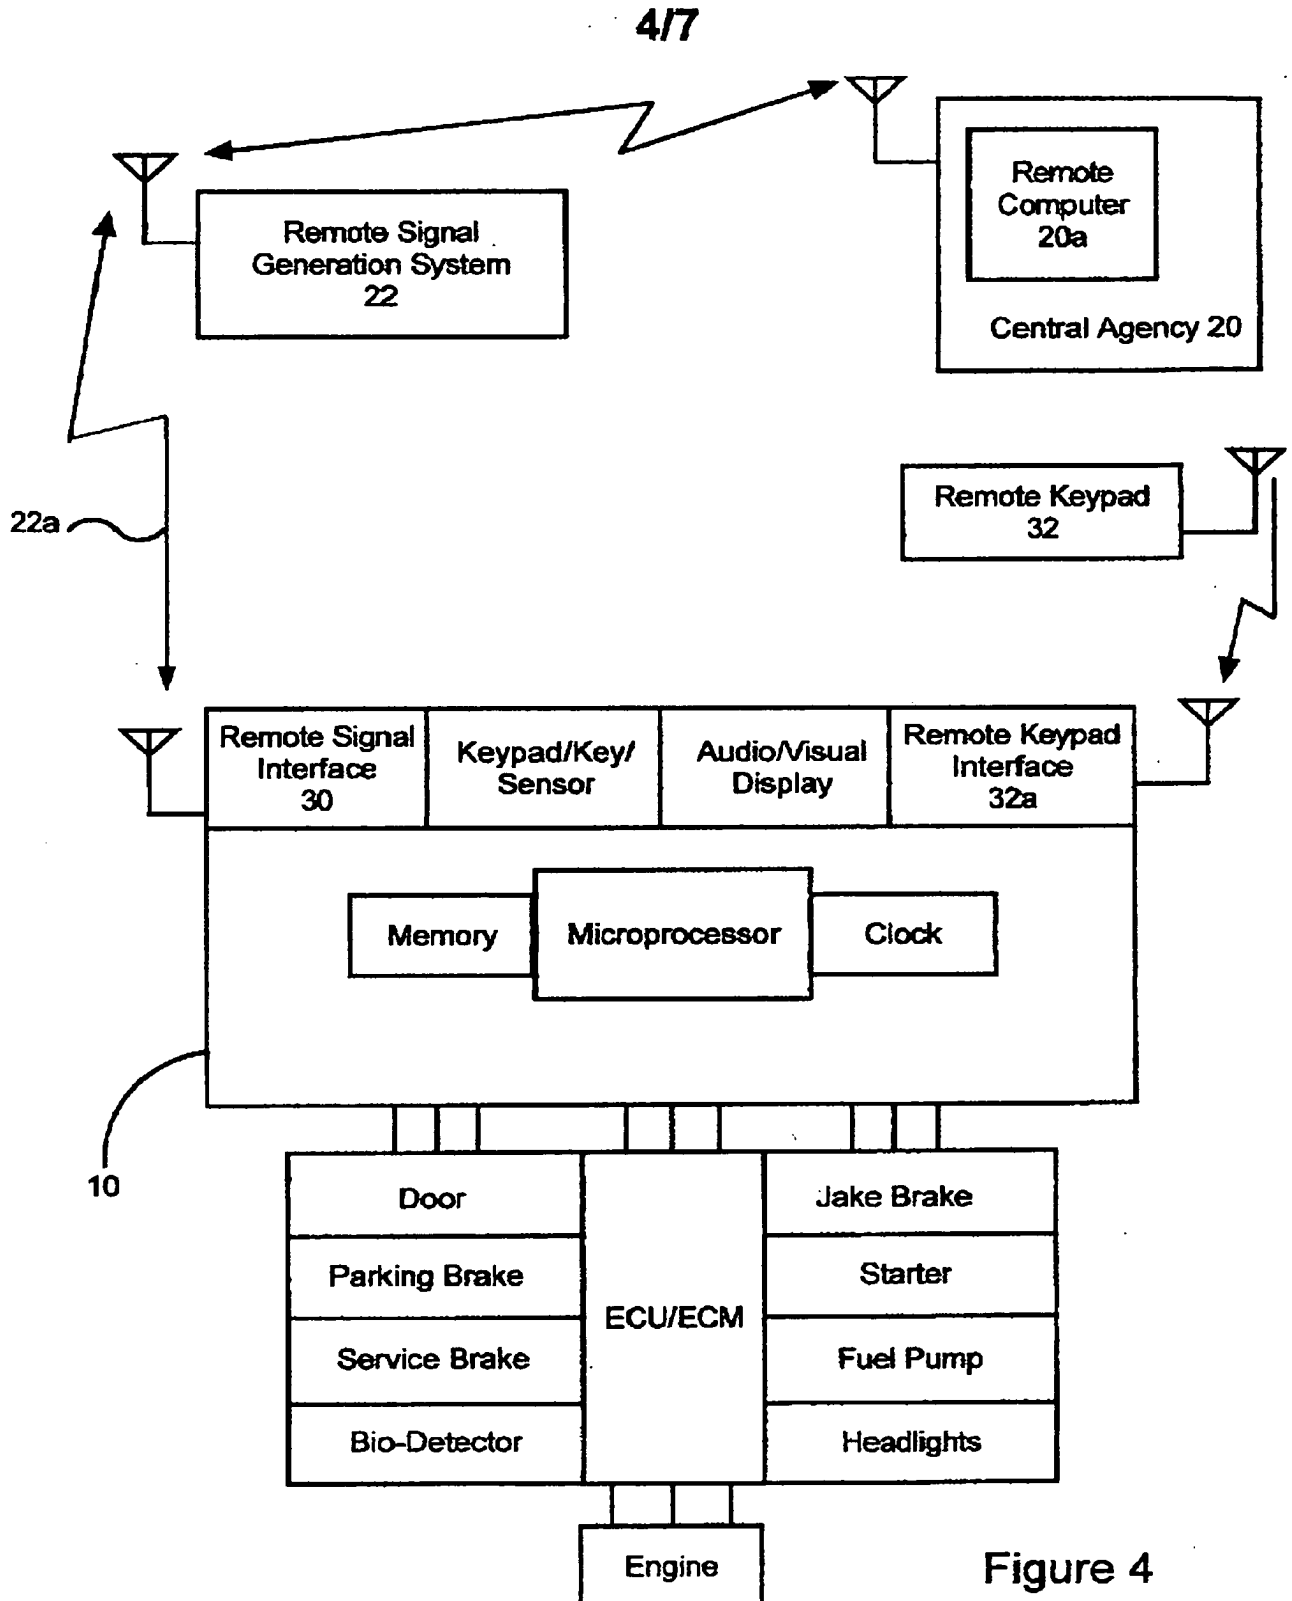 4/7
Remote Signal
Generation System
22
Remote
Computer
20a
Central Agency 20
Remote Keypad
32
22a
Remote Signal
Interface
30
Keypad/Key/
Sensor
Audio/Visual
Display
Remote Keypad
Interface
32a
Memory
Microprocessor
Clock
10
Door
Parking Brake
Service Brake
Bio-Detector
ECU/ECM
Jake Brake
Starter
Fuel Pump
Headlights
Engine
Figure 4